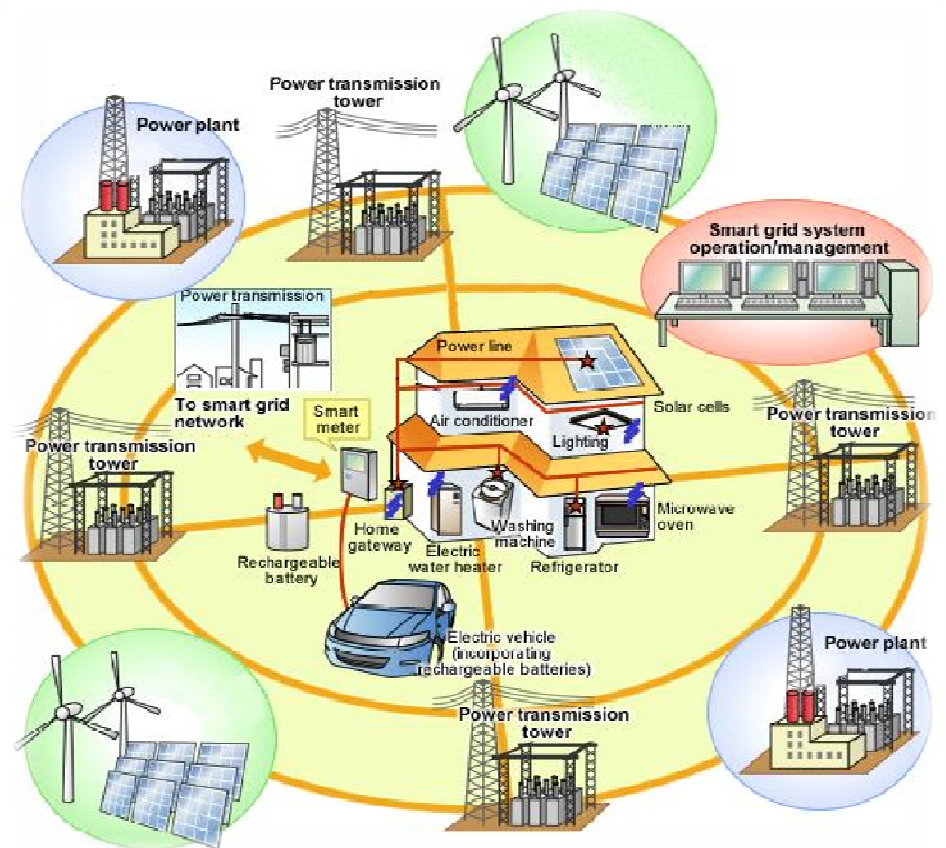 Power transmission
tower
Power plant
Smart grid system
operation/management
Power transmission
Power line
Solar cells
To smart grid
network
Smart
meter
Air conditioner
Lighting
Power transmission
tower
Power transmission
tower
Home
gateway
Electric
water heater
Washing
machine
Refrigerator
Microwave
oven
Rechargeable
battery
Electric vehicle
(incorporating
rechargeable batteries)
Power plant
Power transmission
tower